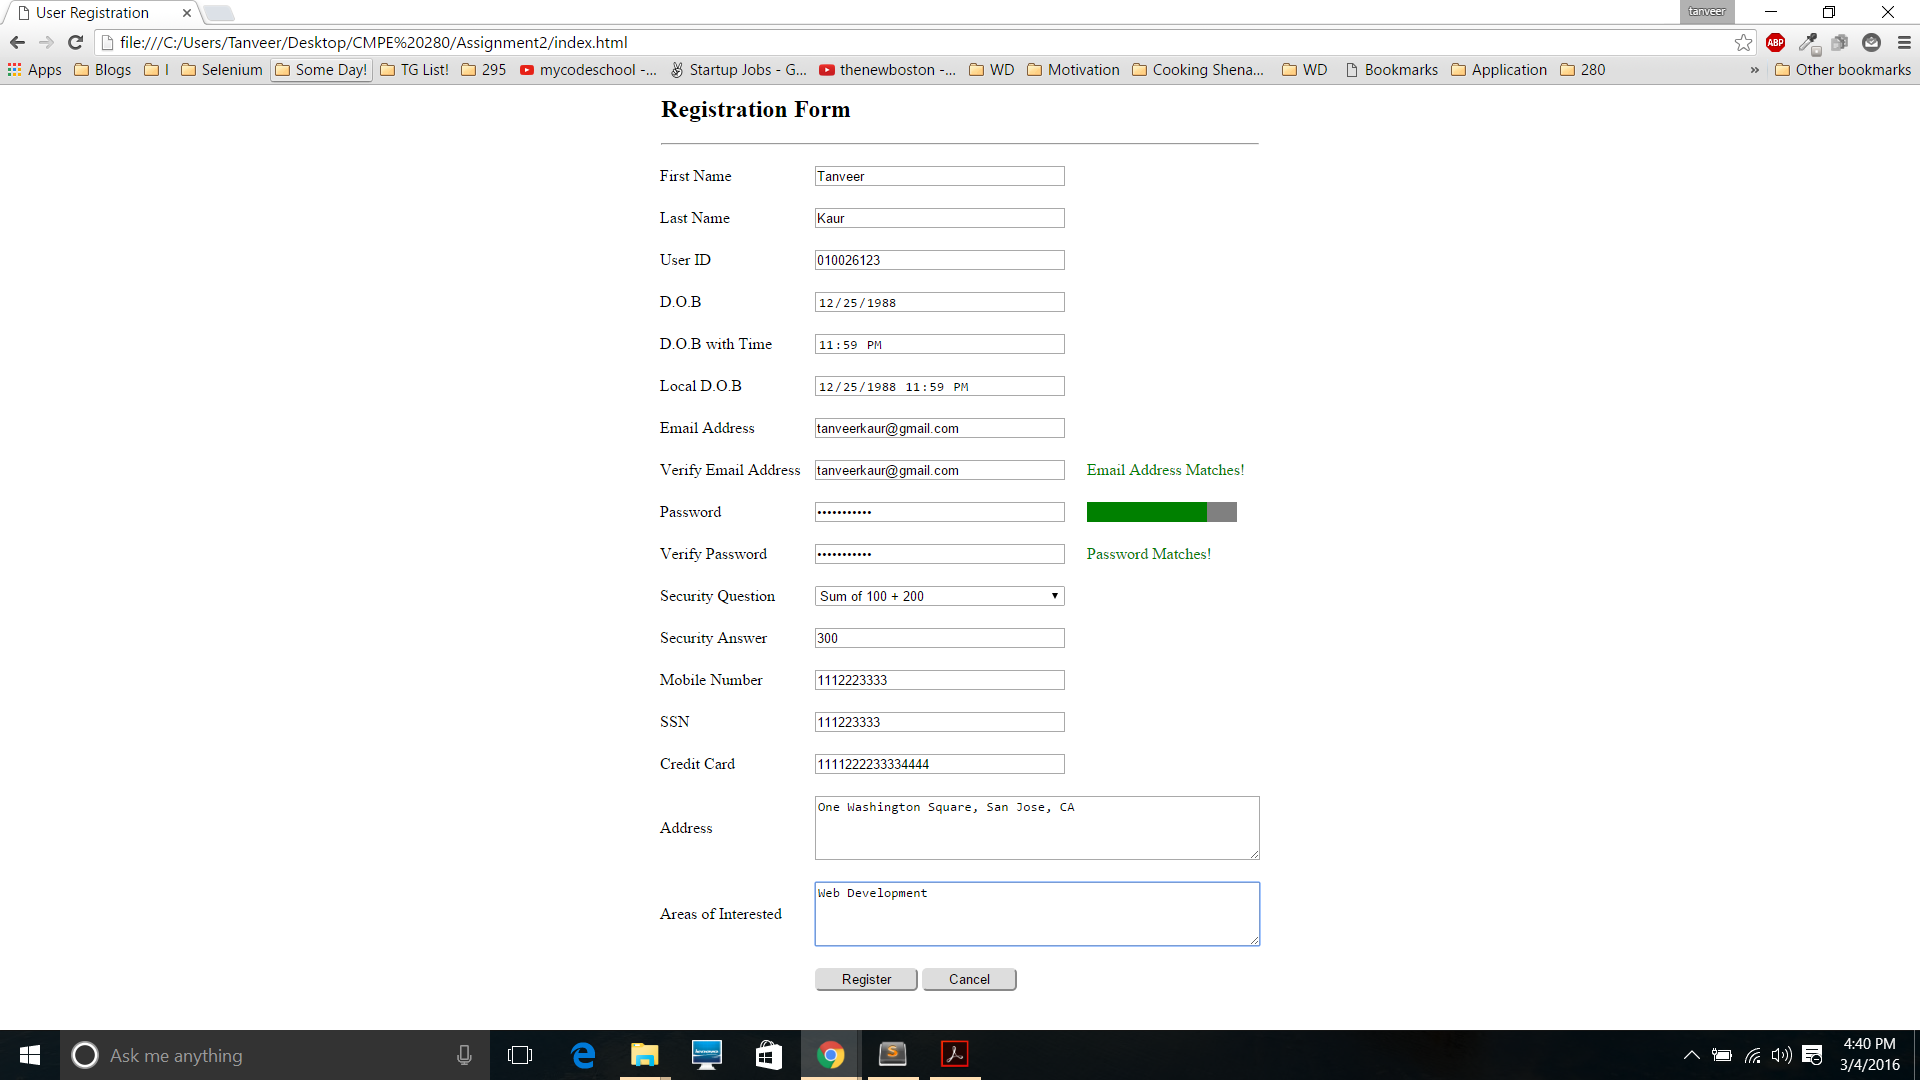 User Registration
tanveer
file:///C:/Users/Tanveer/Desktop/CMPE%20280/Assignment2/index.html
ABP
Apps Blogs I Selenium Some Day! TG List! 295 mycodeschool -... Startup Jobs - G... thenewboston -... WD Motivation Cooking Shena... WD Bookmarks Application 280 » Other bookmarks
Registration Form
First Name Tanveer
Last Name Kaur
User ID 010026123
D.O.B 12/25/1988
D.O.B with Time 11:59 PM
Local D.O.B 12/25/1988 11:59 PM
Email Address tanveerkaur@gmail.com
Verify Email Address tanveerkaur@gmail.com Email Address Matches!
Password •••••••••••
Verify Password ••••••••••• Password Matches!
Security Question Sum of 100 + 200
Security Answer 300
Mobile Number 1112223333
SSN 111223333
Credit Card 1111222233334444
Address One Washington Square, San Jose, CA
Areas of Interested Web Development
Register Cancel
Ask me anything
4:40 PM
3/4/2016